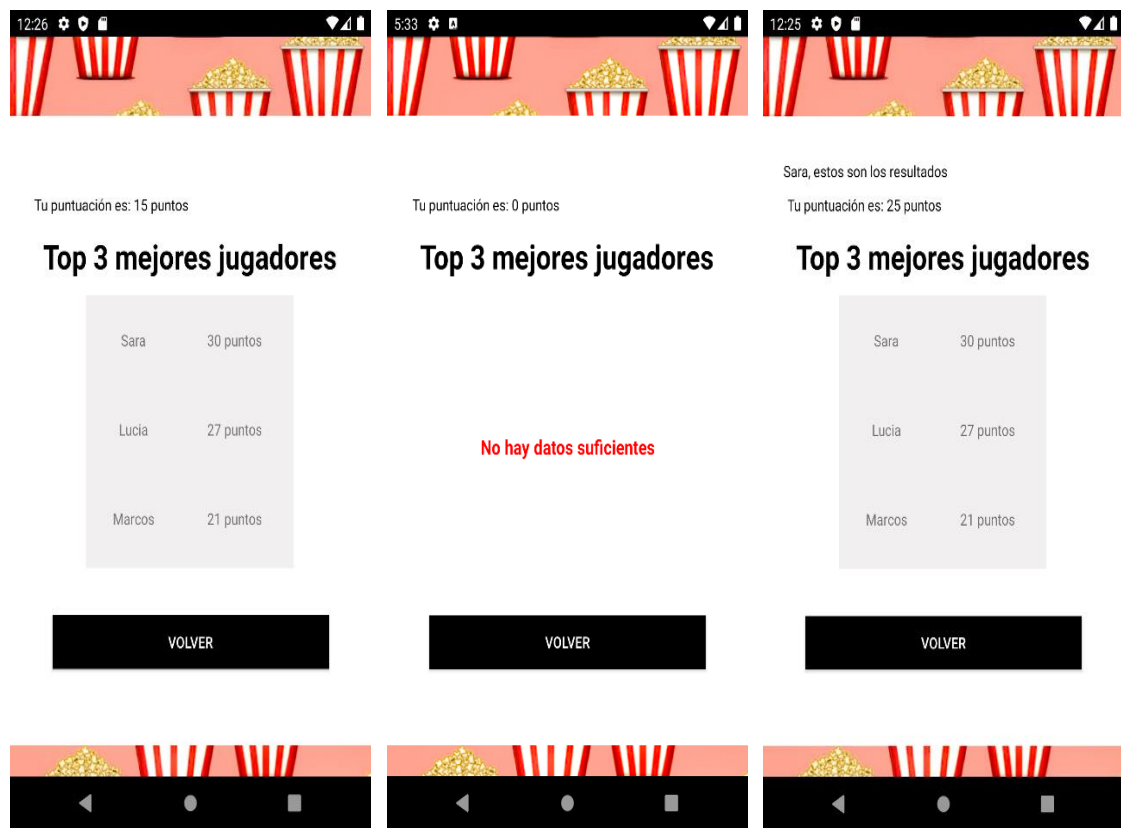 12:26
Tu puntuación es: 15 puntos
Top 3 mejores jugadores
Sara 30 puntos
Lucia 27 puntos
Marcos 21 puntos
VOLVER
5:33
Tu puntuación es: 0 puntos
Top 3 mejores jugadores
No hay datos suficientes
VOLVER
12:25
Sara, estos son los resultados
Tu puntuación es: 25 puntos
Top 3 mejores jugadores
Sara 30 puntos
Lucia 27 puntos
Marcos 21 puntos
VOLVER